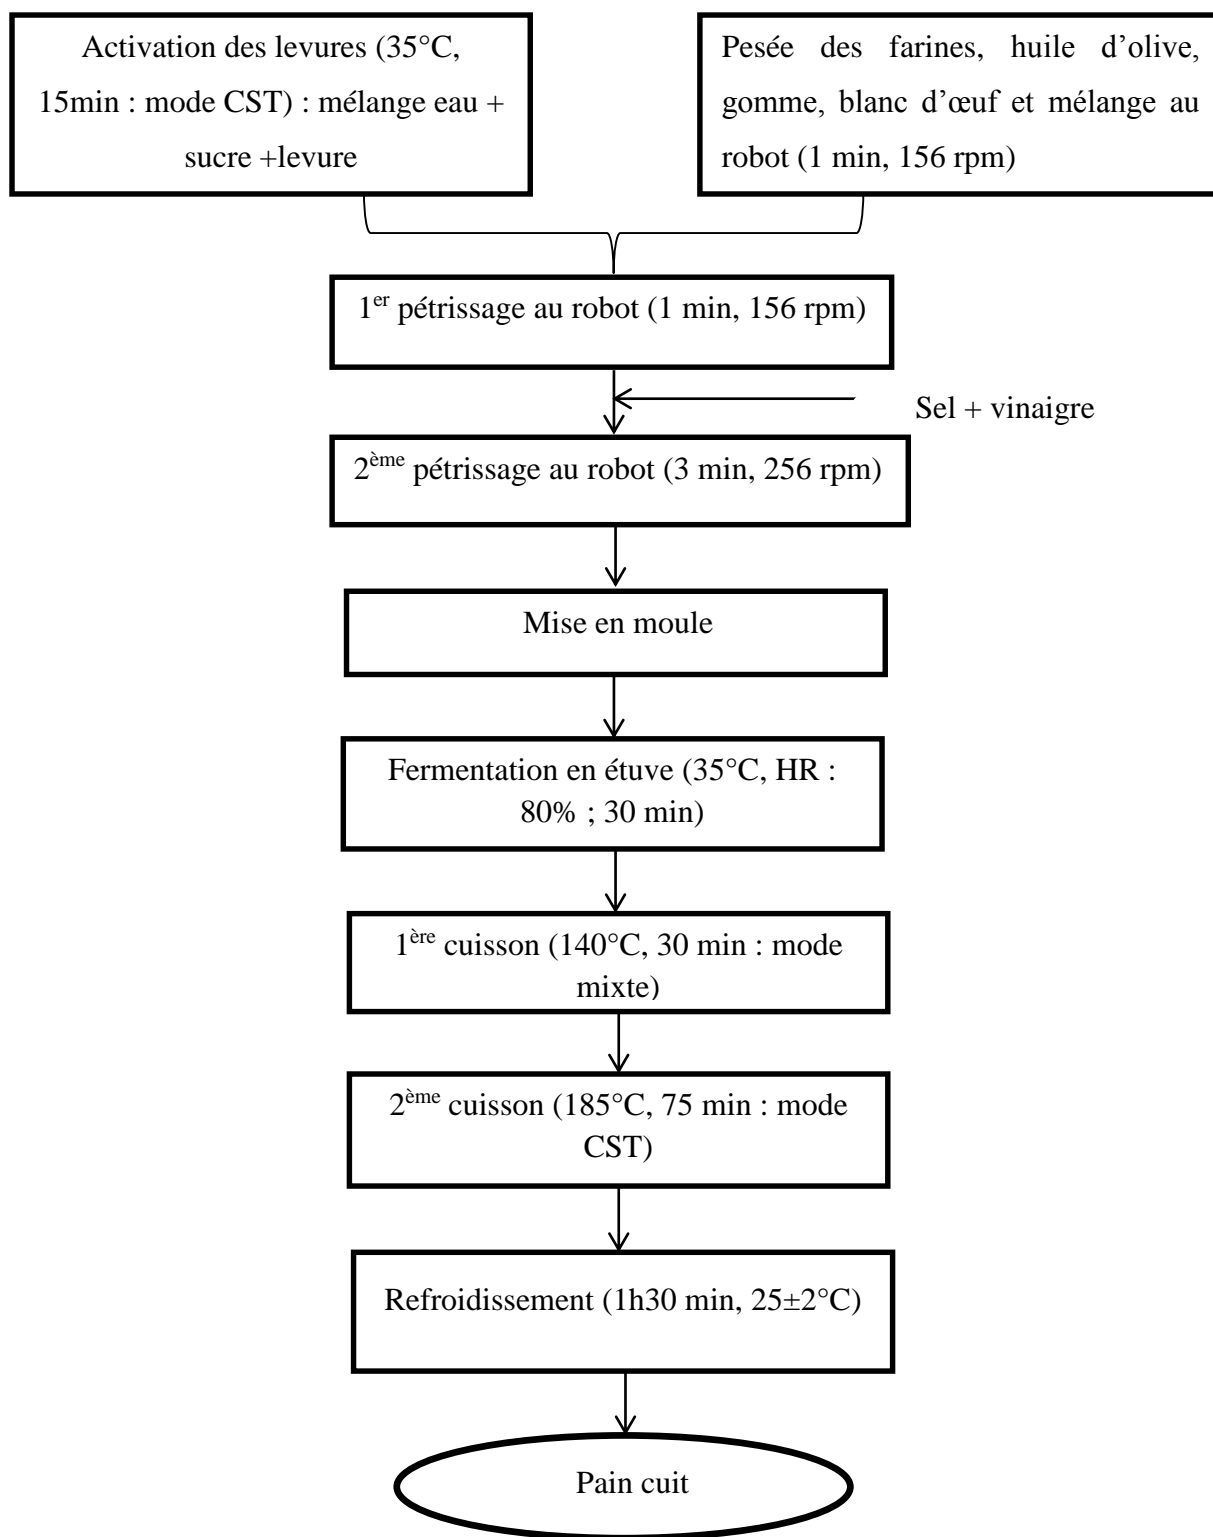 Activation des levures (35°C,
15min : mode CST) : mélange eau +
sucre +levure
Pesée des farines, huile d’olive,
gomme, blanc d’œuf et mélange au
robot (1 min, 156 rpm)
1er pétrissage au robot (1 min, 156 rpm)
Sel + vinaigre
2ème pétrissage au robot (3 min, 256 rpm)
Mise en moule
Fermentation en étuve (35°C, HR :
80% ; 30 min)
1ère cuisson (140°C, 30 min : mode
mixte)
2ème cuisson (185°C, 75 min : mode
CST)
Refroidissement (1h30 min, 25±2°C)
Pain cuit